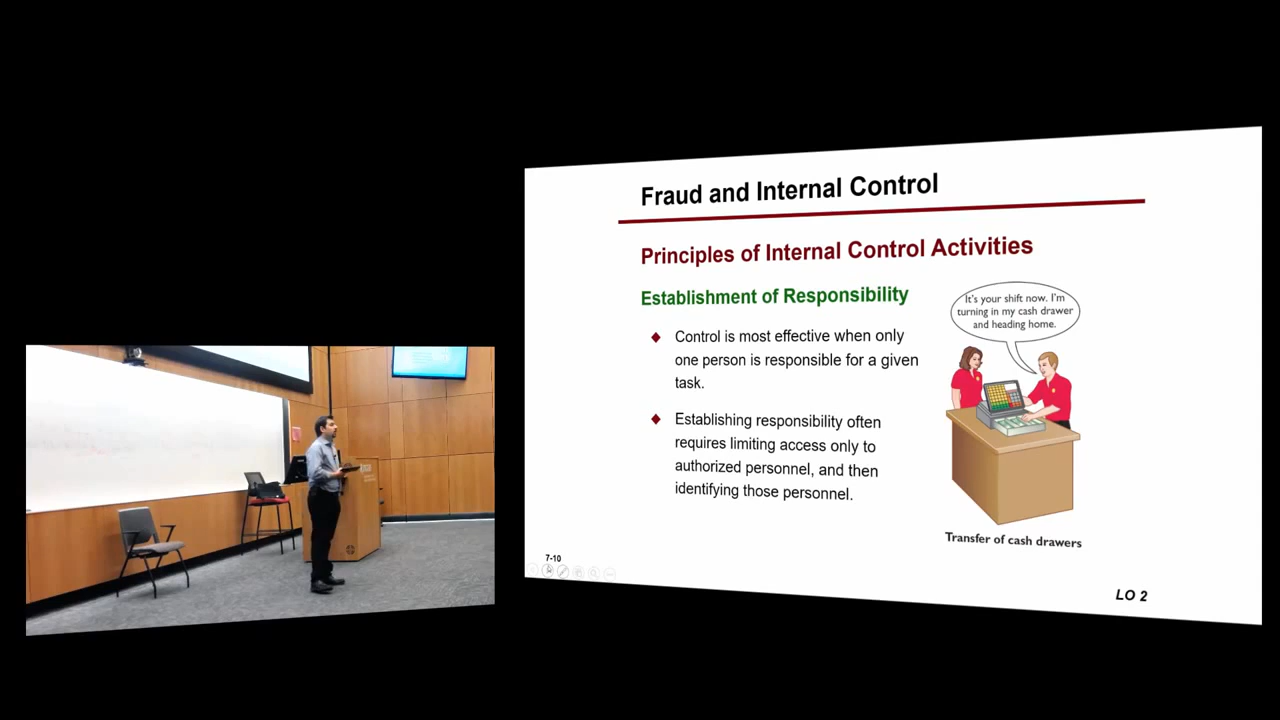 Fraud and Internal Control
Principles of Internal Control Activities
Establishment of Responsibility
Control is most effective when only
one person is responsible for a given
task.
Establishing responsibility often
requires limiting access only to
authorized personnel, and then
identifying those personnel.
It's your shift now. I'm
turning in my cash drawer
and heading home.
Transfer of cash drawers
7-10
LO 2